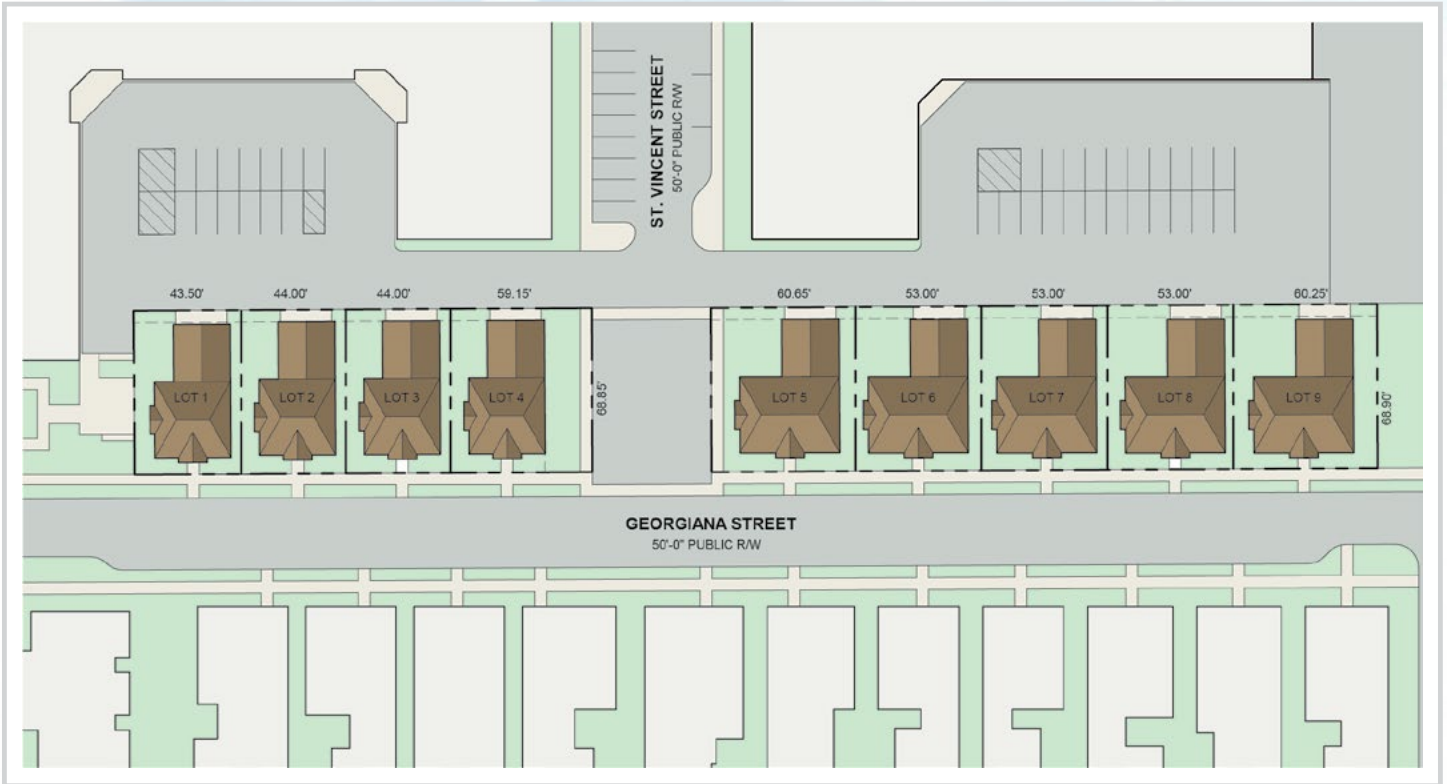 ST. VINCENT STREET
50'-0" PUBLIC R/W
43.50'
44.00'
44.00'
59.15'
60.65'
53.00'
53.00'
53.00'
60.25'
LOT 1
LOT 2
LOT 3
LOT 4
68.85'
LOT 5
LOT 6
LOT 7
LOT 8
LOT 9
68.90'
GEORGIANA STREET
50'-0" PUBLIC R/W